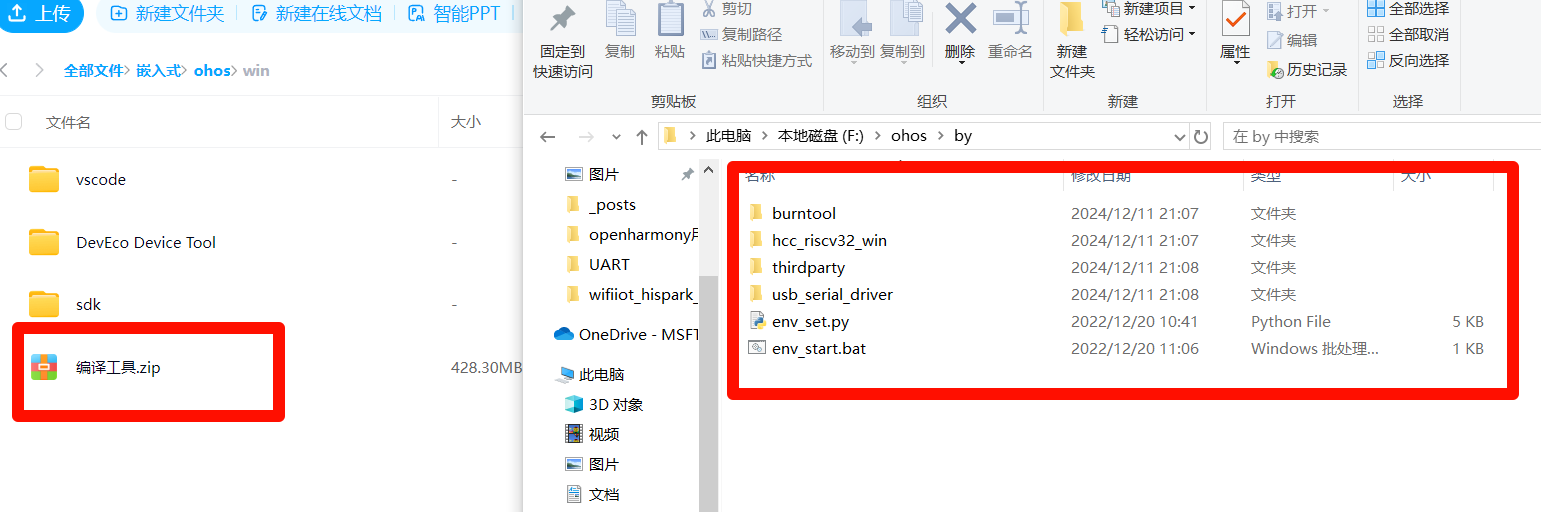 上传
新建文件夹
新建在线文档
智能PPT
全部文件
嵌入式
ohos
win
文件名
大小
vscode
-
DevEco Device Tool
-
sdk
-
编译工具.zip
428.30MB
固定到
快速访问
复制
粘贴
剪切
复制路径
粘贴快捷方式
剪贴板
移动到
复制到
删除
重命名
组织
新建
文件夹
新建项目
轻松访问
新建
属性
打开
编辑
历史记录
打开
全部选择
全部取消
反向选择
选择
此电脑
本地磁盘 (F:)
ohos
by
在 by 中搜索
图片
_posts
openharmony
UART
wifiiot_hispark_
OneDrive - MSFT
此电脑
3D 对象
视频
图片
文档
名称 修改日期 类型 大小
burntool 2024/12/11 21:07 文件夹
hcc_riscv32_win 2024/12/11 21:07 文件夹
thirdparty 2024/12/11 21:08 文件夹
usb_serial_driver 2024/12/11 21:08 文件夹
env_set.py 2022/12/20 10:41 Python File 5 KB
env_start.bat 2022/12/20 11:06 Windows 批处理... 1 KB